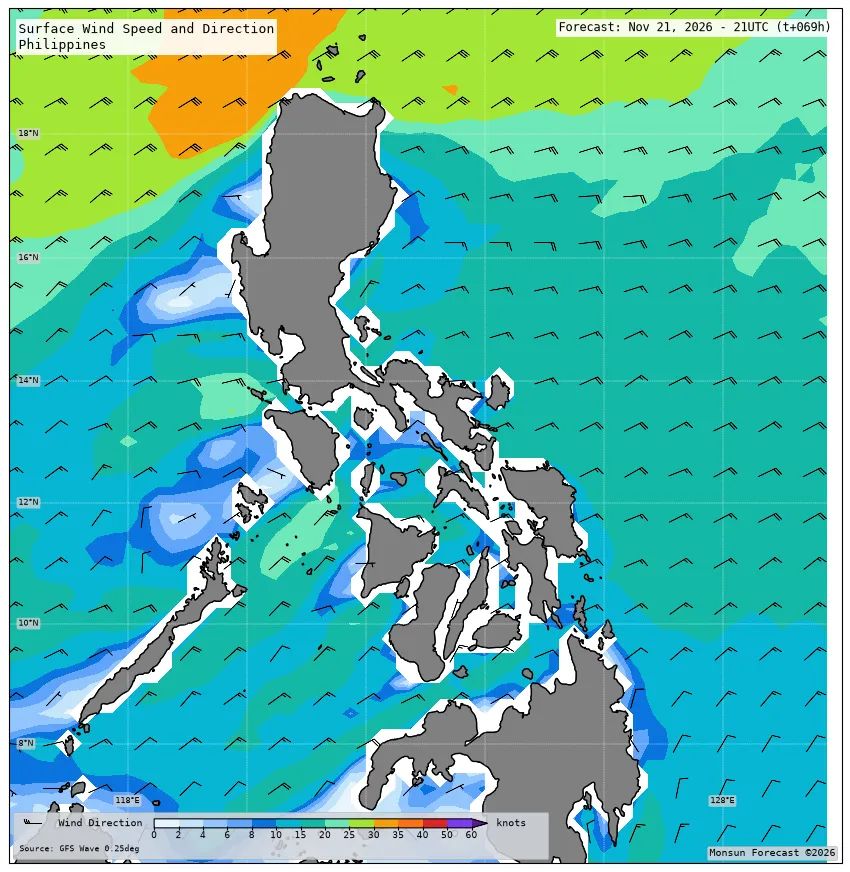 Surface Wind Speed and Direction
Philippines
Forecast: Nov 21, 2026 - 21UTC (t+069h)
18°N
16°N
14°N
12°N
10°N
8°N
118°E
128°E
Wind Direction
0 2 4 6 8 10 15 20 25 30 35 40 50 60
knots
Source: GFS Wave 0.25deg
Monsun Forecast ©2026